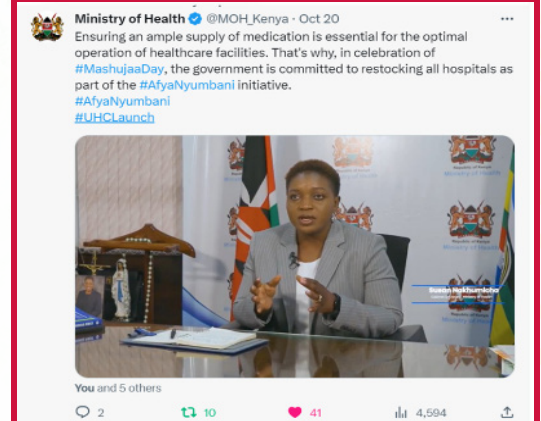 Ministry of Health @MOH_Kenya · Oct 20
Ensuring an ample supply of medication is essential for the optimal
operation of healthcare facilities. That's why, in celebration of
#MashujaaDay, the government is committed to restocking all hospitals as
part of the #AfyaNyumbani initiative.
#AfyaNyumbani
#UHCLaunch
Republic of Kenya
Ministry of Health
Susan Nakhumicha
You and 5 others
2 10 41 4,594